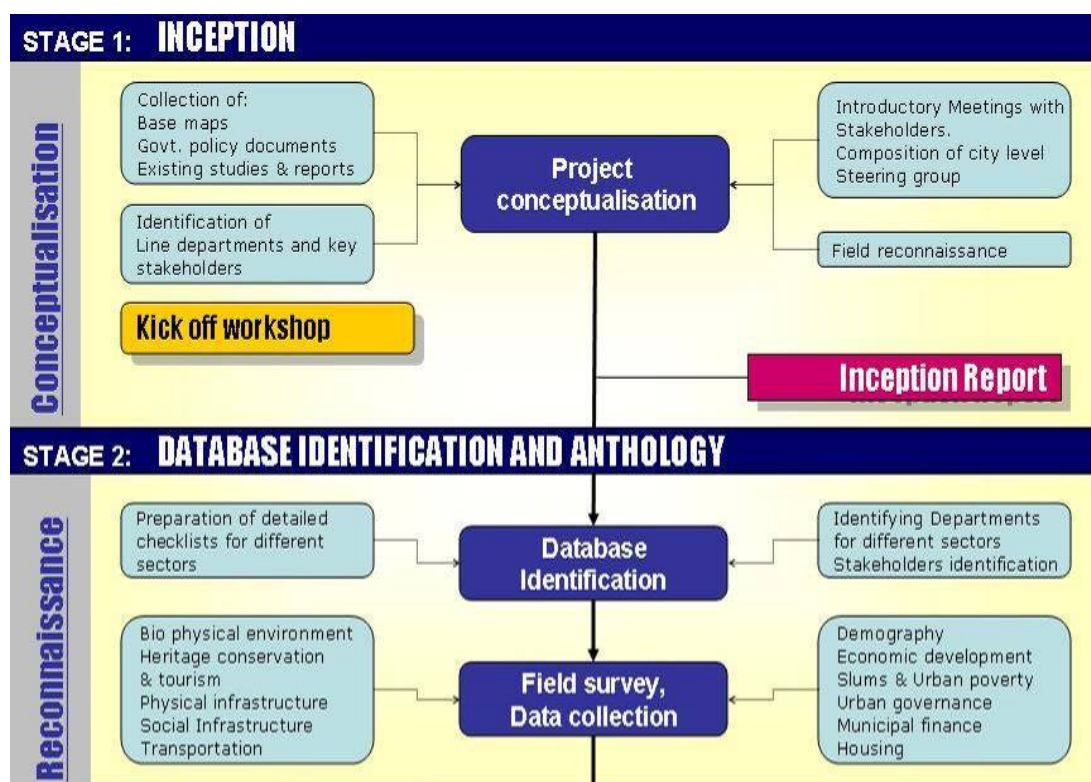 STAGE 1: INCEPTION
Conceptualisation
Collection of:
Base maps
Govt. policy documents
Existing studies & reports
Identification of
Line departments and key
stakeholders
Kick off workshop
Project
conceptualisation
Introductory Meetings with
Stakeholders.
Composition of city level
Steering group
Field reconnaissance
Inception Report
STAGE 2: DATABASE IDENTIFICATION AND ANTHOLOGY
Reconnaissance
Preparation of detailed
checklists for different
sectors
Database
Identification
Identifying Departments
for different sectors
Stakeholders identification
Bio physical environment
Heritage conservation
& tourism
Physical infrastructure
Social Infrastructure
Transportation
Field survey,
Data collection
Demography
Economic development
Slums & Urban poverty
Urban governance
Municipal finance
Housing